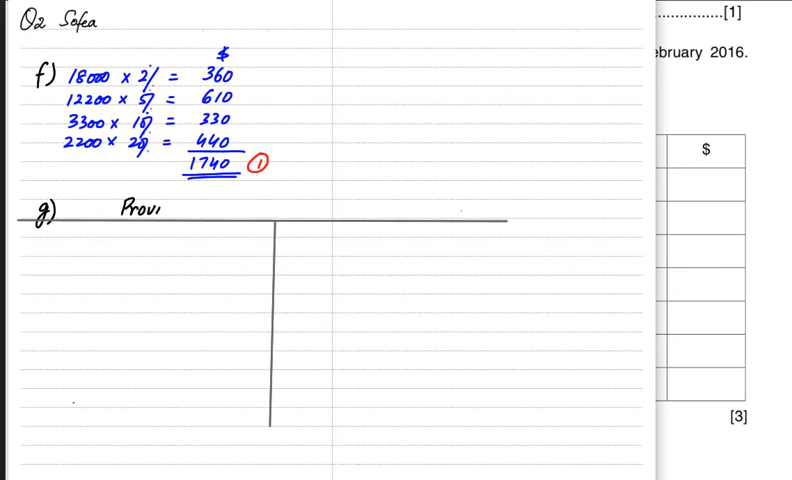 Q2 Sofea
...............[1]
ebruary 2016.
$
f) 18000 x 2% = 360
12200 x 5% = 610
3300 x 10% = 330
2200 x 20% = 440
1740 1
$
g) Provi
[3]